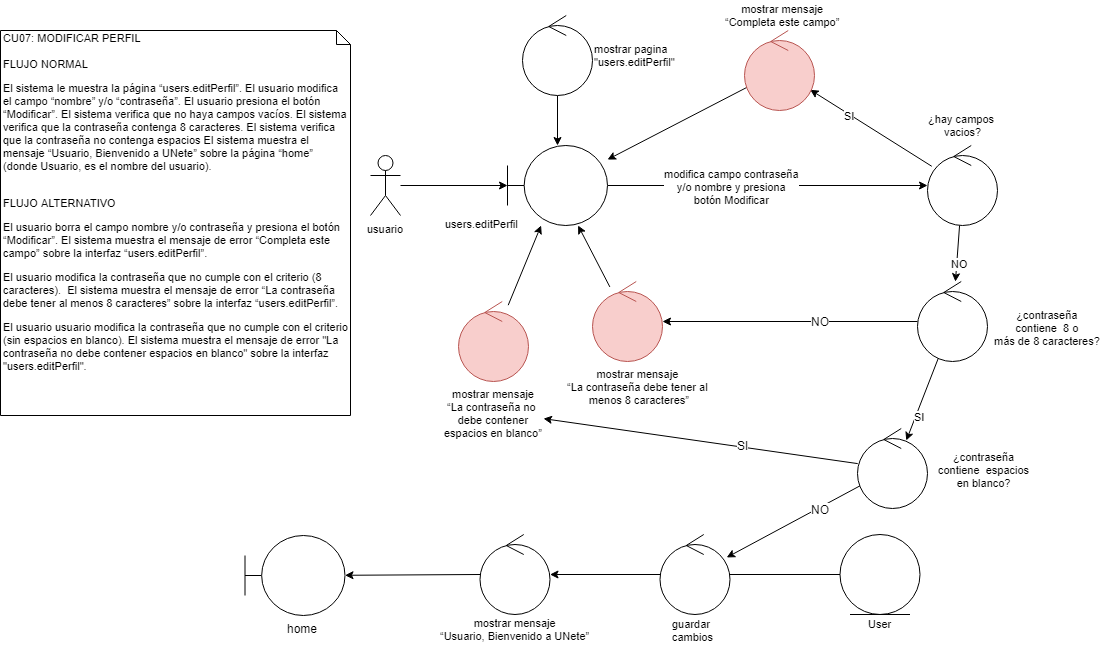 CU07: MODIFICAR PERFIL
FLUJO NORMAL
El sistema le muestra la página “users.editPerfil”. El usuario modifica
el campo “nombre” y/o “contraseña”. El usuario presiona el botón
“Modificar”. El sistema verifica que no haya campos vacíos. El sistema
verifica que la contraseña contenga 8 caracteres. El sistema verifica
que la contraseña no contenga espacios El sistema muestra el
mensaje “Usuario, Bienvenido a UNete” sobre la página “home”
(donde Usuario, es el nombre del usuario).
FLUJO ALTERNATIVO
El usuario borra el campo nombre y/o contraseña y presiona el botón
“Modificar”. El sistema muestra el mensaje de error “Completa este
campo” sobre la interfaz “users.editPerfil”.
El usuario modifica la contraseña que no cumple con el criterio (8
caracteres).  El sistema muestra el mensaje de error “La contraseña
debe tener al menos 8 caracteres” sobre la interfaz “users.editPerfil”.
El usuario usuario modifica la contraseña que no cumple con el criterio
(sin espacios en blanco). El sistema muestra el mensaje de error "La
contraseña no debe contener espacios en blanco" sobre la interfaz
"users.editPerfil".
mostrar pagina
"users.editPerfil"
mostrar mensaje
“Completa este campo”
SI
¿hay campos
vacios?
usuario
users.editPerfil
modifica campo contraseña
y/o nombre y presiona
botón Modificar
NO
¿contraseña
contiene  8 o
más de 8 caracteres?
NO
mostrar mensaje
“La contraseña debe tener al
menos 8 caracteres”
mostrar mensaje
“La contraseña no
debe contener
espacios en blanco”
SI
SI
¿contraseña
contiene  espacios
en blanco?
NO
home
mostrar mensaje
“Usuario, Bienvenido a UNete”
guardar
cambios
User